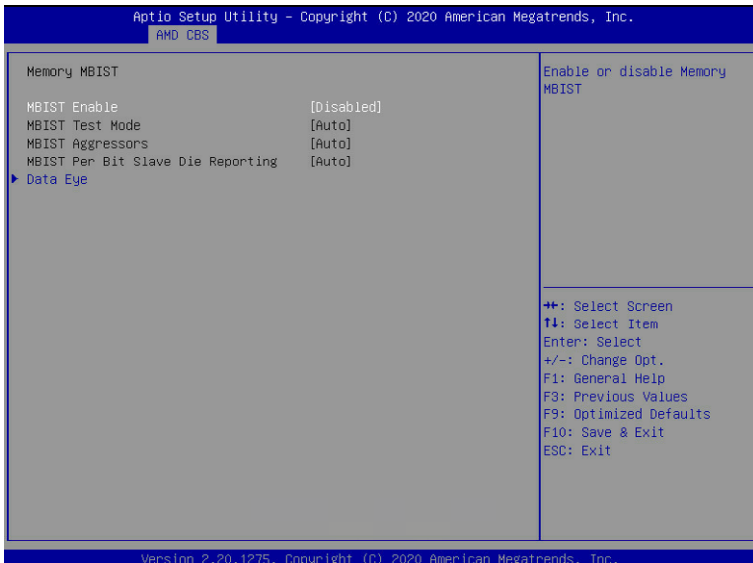 Aptio Setup Utility – Copyright (C) 2020 American Megatrends, Inc.
AMD CBS
Memory MBIST
MBIST Enable [Disabled]
MBIST Test Mode [Auto]
MBIST Aggressors [Auto]
MBIST Per Bit Slave Die Reporting [Auto]
Data Eye
Enable or disable Memory
MBIST
→←: Select Screen
↑↓: Select Item
Enter: Select
+/-: Change Opt.
F1: General Help
F3: Previous Values
F9: Optimized Defaults
F10: Save & Exit
ESC: Exit
Version 2.20.1275. Copyright (C) 2020 American Megatrends, Inc.